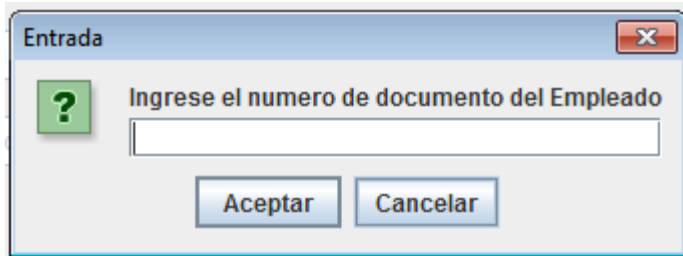 Entrada
Ingrese el numero de documento del Empleado
Aceptar Cancelar